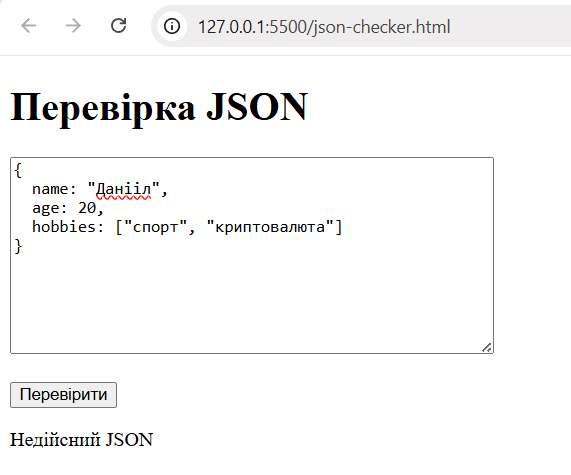 127.0.0.1:5500/json-checker.html
Перевірка JSON
{
  name: "Данііл",
  age: 20,
  hobbies: ["спорт", "криптовалюта"]
}
Перевірити
Недійсний JSON